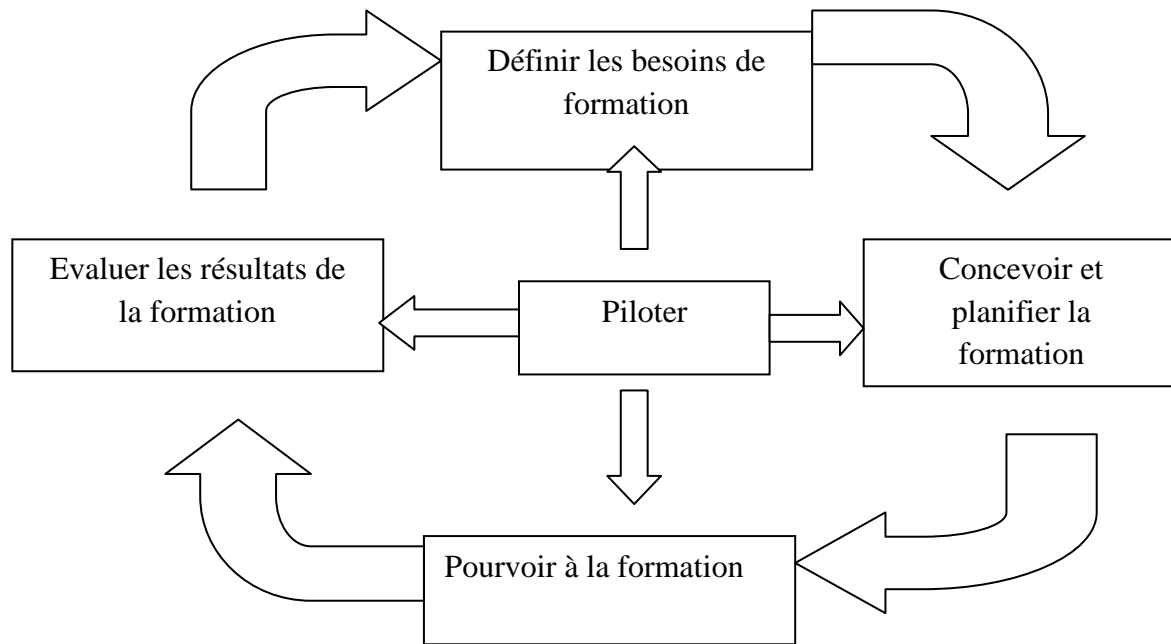 Définir les besoins de
formation
Evaluer les résultats de
la formation
Piloter
Concevoir et
planifier la
formation
Pourvoir à la formation